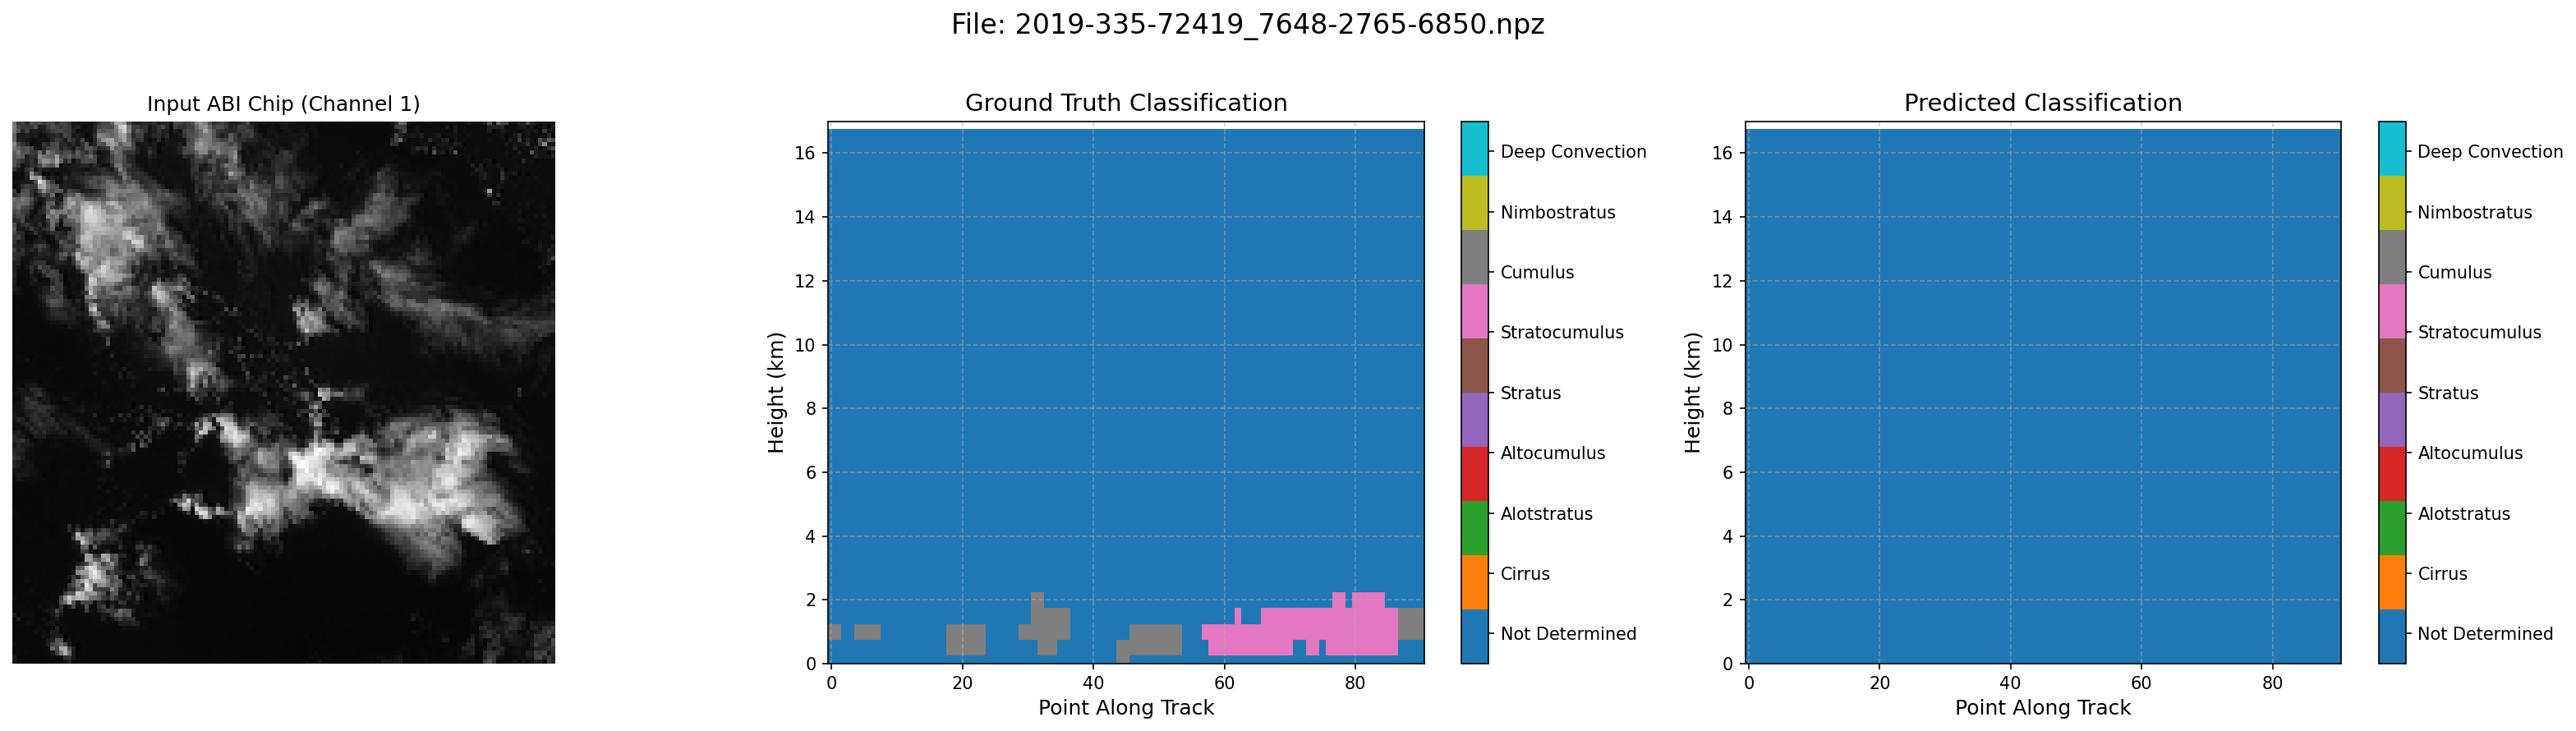 File: 2019-335-72419_7648-2765-6850.npz
Input ABI Chip (Channel 1)
Ground Truth Classification
Height (km)
16
14
12
10
8
6
4
2
0
0 20 40 60 80
Point Along Track
Deep Convection
Nimbostratus
Cumulus
Stratocumulus
Stratus
Altocumulus
Alotstratus
Cirrus
Not Determined
Predicted Classification
Height (km)
16
14
12
10
8
6
4
2
0
0 20 40 60 80
Point Along Track
Deep Convection
Nimbostratus
Cumulus
Stratocumulus
Stratus
Altocumulus
Alotstratus
Cirrus
Not Determined